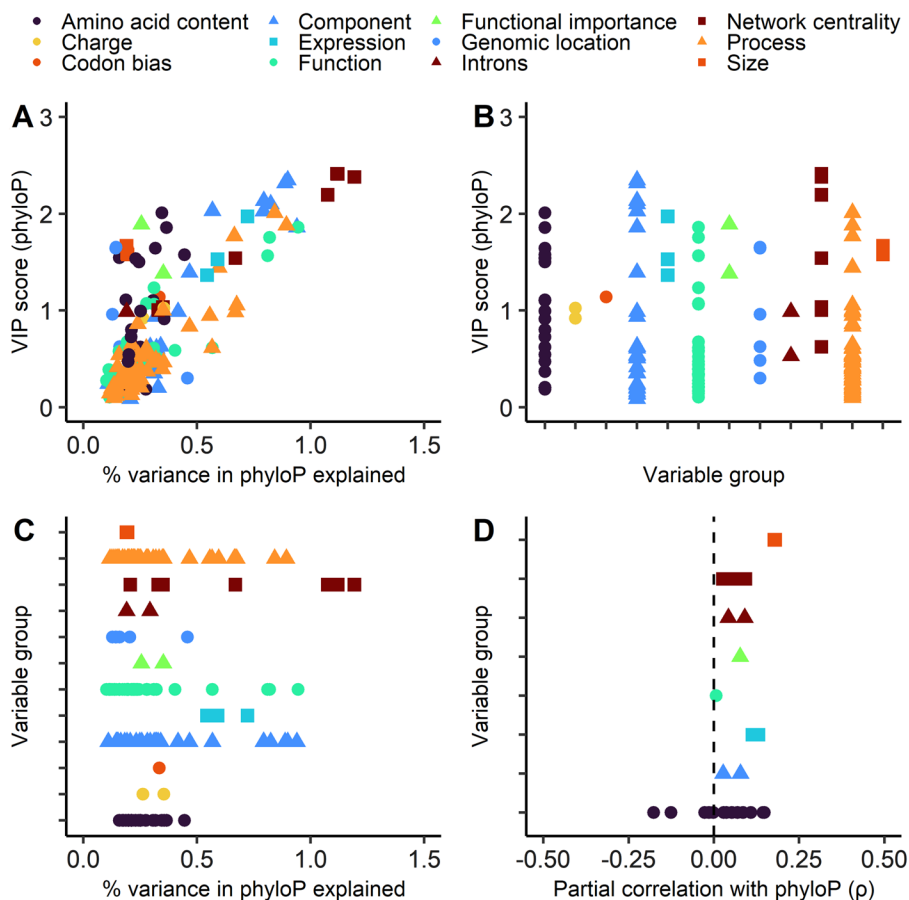 Amino acid content Component Functional importance Network centrality
Charge Expression Genomic location Process
Codon bias Function Introns Size
A
VIP score (phyloP)
3
2
1
0
0.0 0.5 1.0 1.5
% variance in phyloP explained
B
VIP score (phyloP)
3
2
1
0
Variable group
C
Variable group
0.0 0.5 1.0 1.5
% variance in phyloP explained
D
Variable group
-0.50 -0.25 0.00 0.25 0.50
Partial correlation with phyloP (ρ)